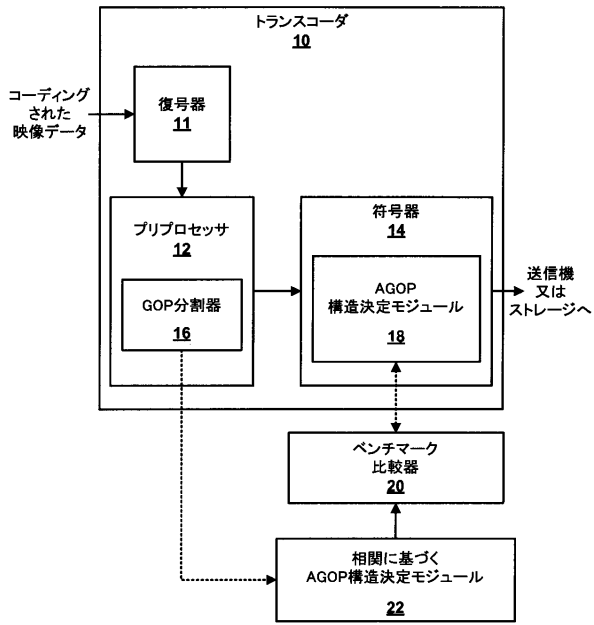 トランスコーダ
10
コーディング
された
映像データ
復号器
11
プリプロセッサ
12
GOP分割器
16
符号器
14
AGOP
構造決定モジュール
18
送信機
又は
ストレージへ
ベンチマーク
比較器
20
相関に基づく
AGOP構造決定モジュール
22